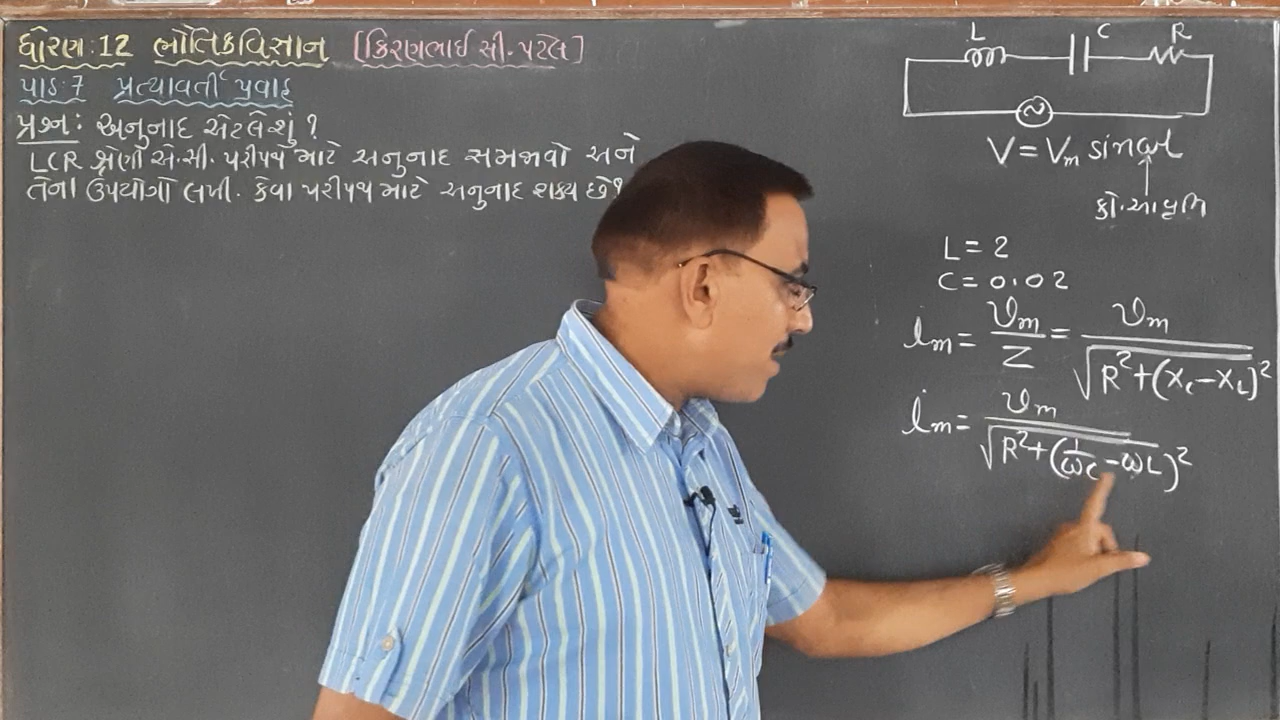 ધોરણ:12 ભૌતિકવિજ્ઞાન [કિરણભાઈ સી. પટેલ]
પાઠ:7 પ્રત્યાવર્તી પ્રવાહ
પ્રશ્ન: અનુનાદ એટલે શું?
LCR શ્રેણી એ.સી. પરીપથ માટે અનુનાદ સમજાવો અને
તેના ઉપયોગો લખો. કેવા પરીપથ માટે અનુનાદ શક્ય છે?
L C R
V = Vm sinωt
કો.આવૃત્તિ
L = 2
C = 0.02
im = vm/Z = vm/√R²+(Xc-XL)²
im = vm/√R²+(1/ωc-ωL)²